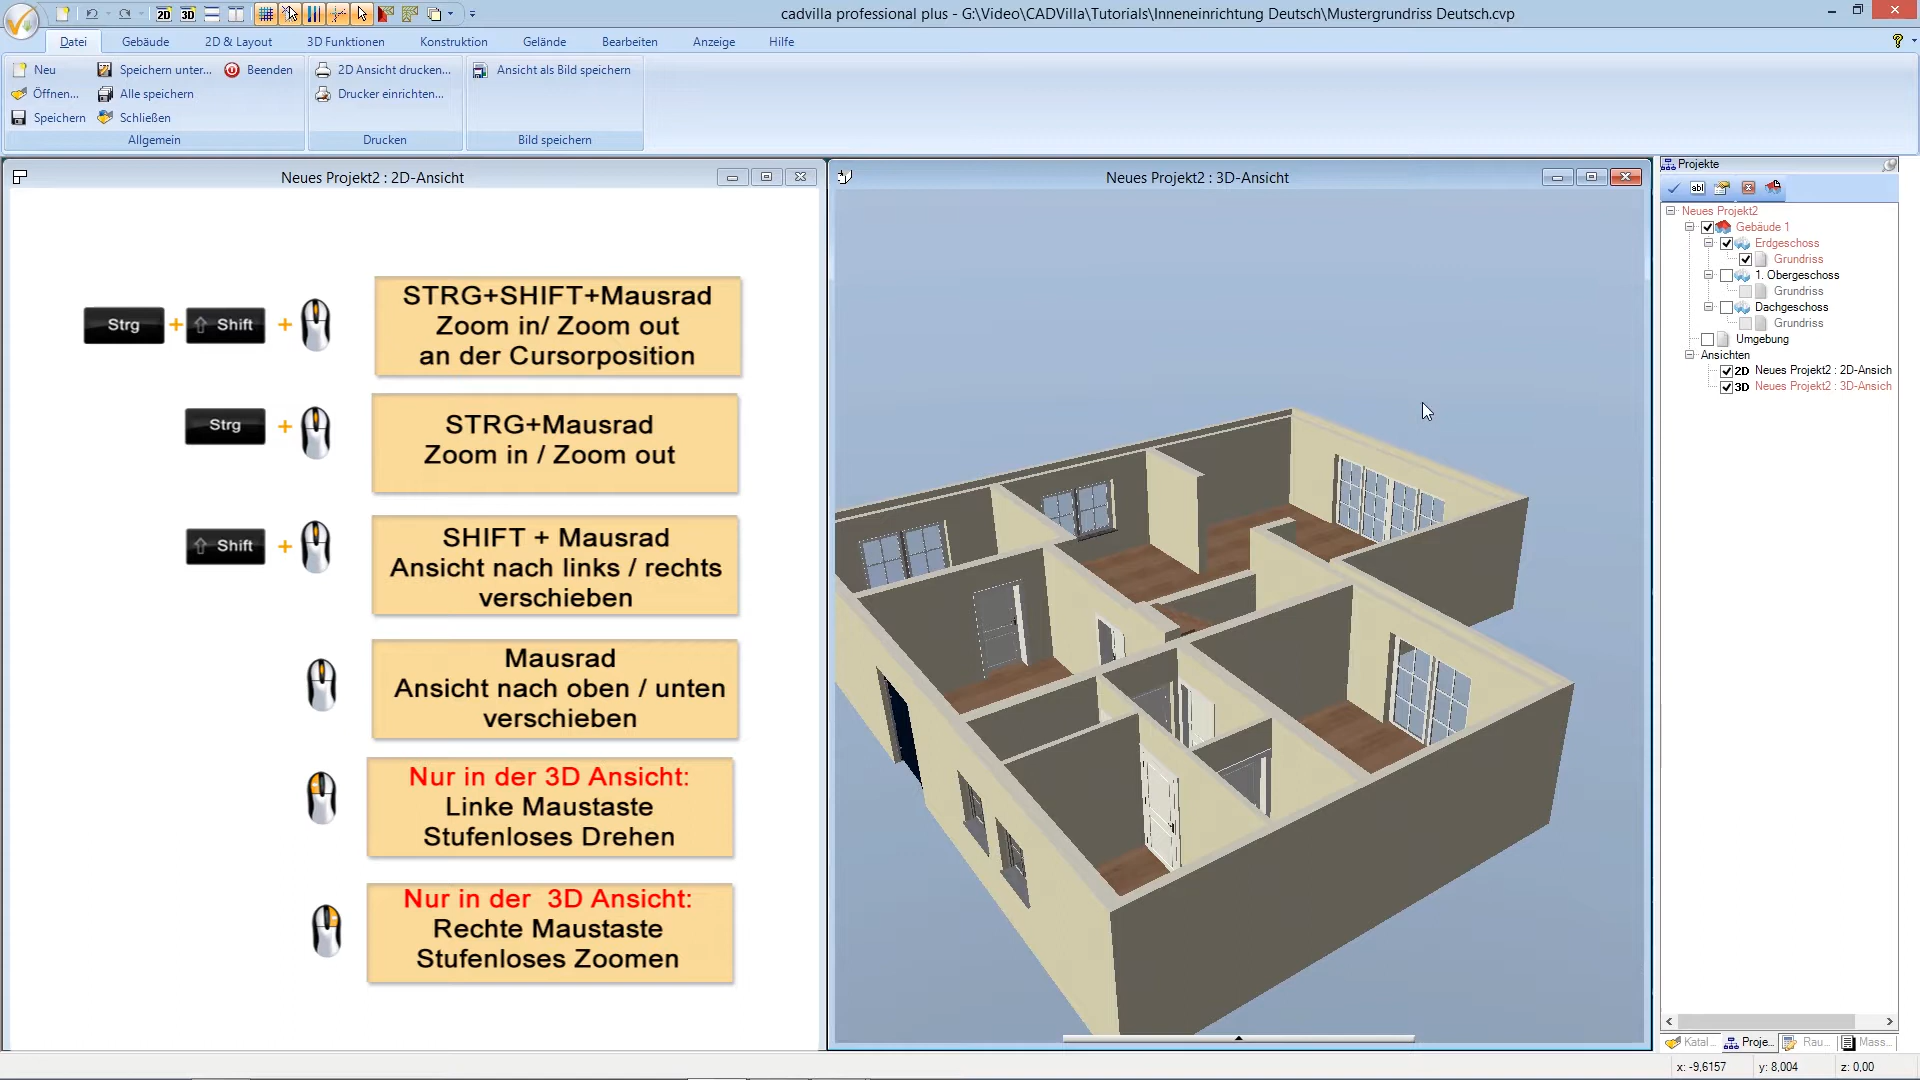 2D 3D
cadvilla professional plus - G:\Video\CADVilla\Tutorials\Inneneinrichtung Deutsch\Mustergrundriss Deutsch.cvp
Datei Gebäude 2D & Layout 3D Funktionen Konstruktion Gelände Bearbeiten Anzeige Hilfe
Neu Speichern unter... Beenden 2D Ansicht drucken... Ansicht als Bild speichern
Öffnen... Alle speichern Drucker einrichten...
Speichern Schließen
Allgemein Drucken Bild speichern
Neues Projekt2 : 2D-Ansicht
Strg + Shift +
STRG+SHIFT+Mausrad
Zoom in/ Zoom out
an der Cursorposition
Strg +
STRG+Mausrad
Zoom in / Zoom out
Shift +
SHIFT + Mausrad
Ansicht nach links / rechts
verschieben
Mausrad
Ansicht nach oben / unten
verschieben
Nur in der 3D Ansicht:
Linke Maustaste
Stufenloses Drehen
Nur in der 3D Ansicht:
Rechte Maustaste
Stufenloses Zoomen
Neues Projekt2 : 3D-Ansicht
Projekte
abl
Neues Projekt2
Gebäude 1
Erdgeschoss
Grundriss
1. Obergeschoss
Grundriss
Dachgeschoss
Grundriss
Umgebung
Ansichten
2D Neues Projekt2 : 2D-Ansich
3D Neues Projekt2 : 3D-Ansich
Katal... Proje... Rau... Mass...
x: -9,6157 y: 8,004 z: 0,00